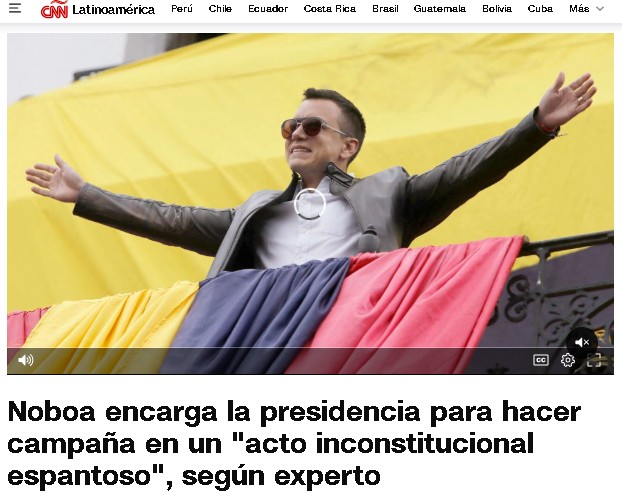 CNN Latinoamérica Perú Chile Ecuador Costa Rica Brasil Guatemala Bolivia Cuba Más
CC
Noboa encarga la presidencia para hacer
campaña en un "acto inconstitucional
espantoso", según experto